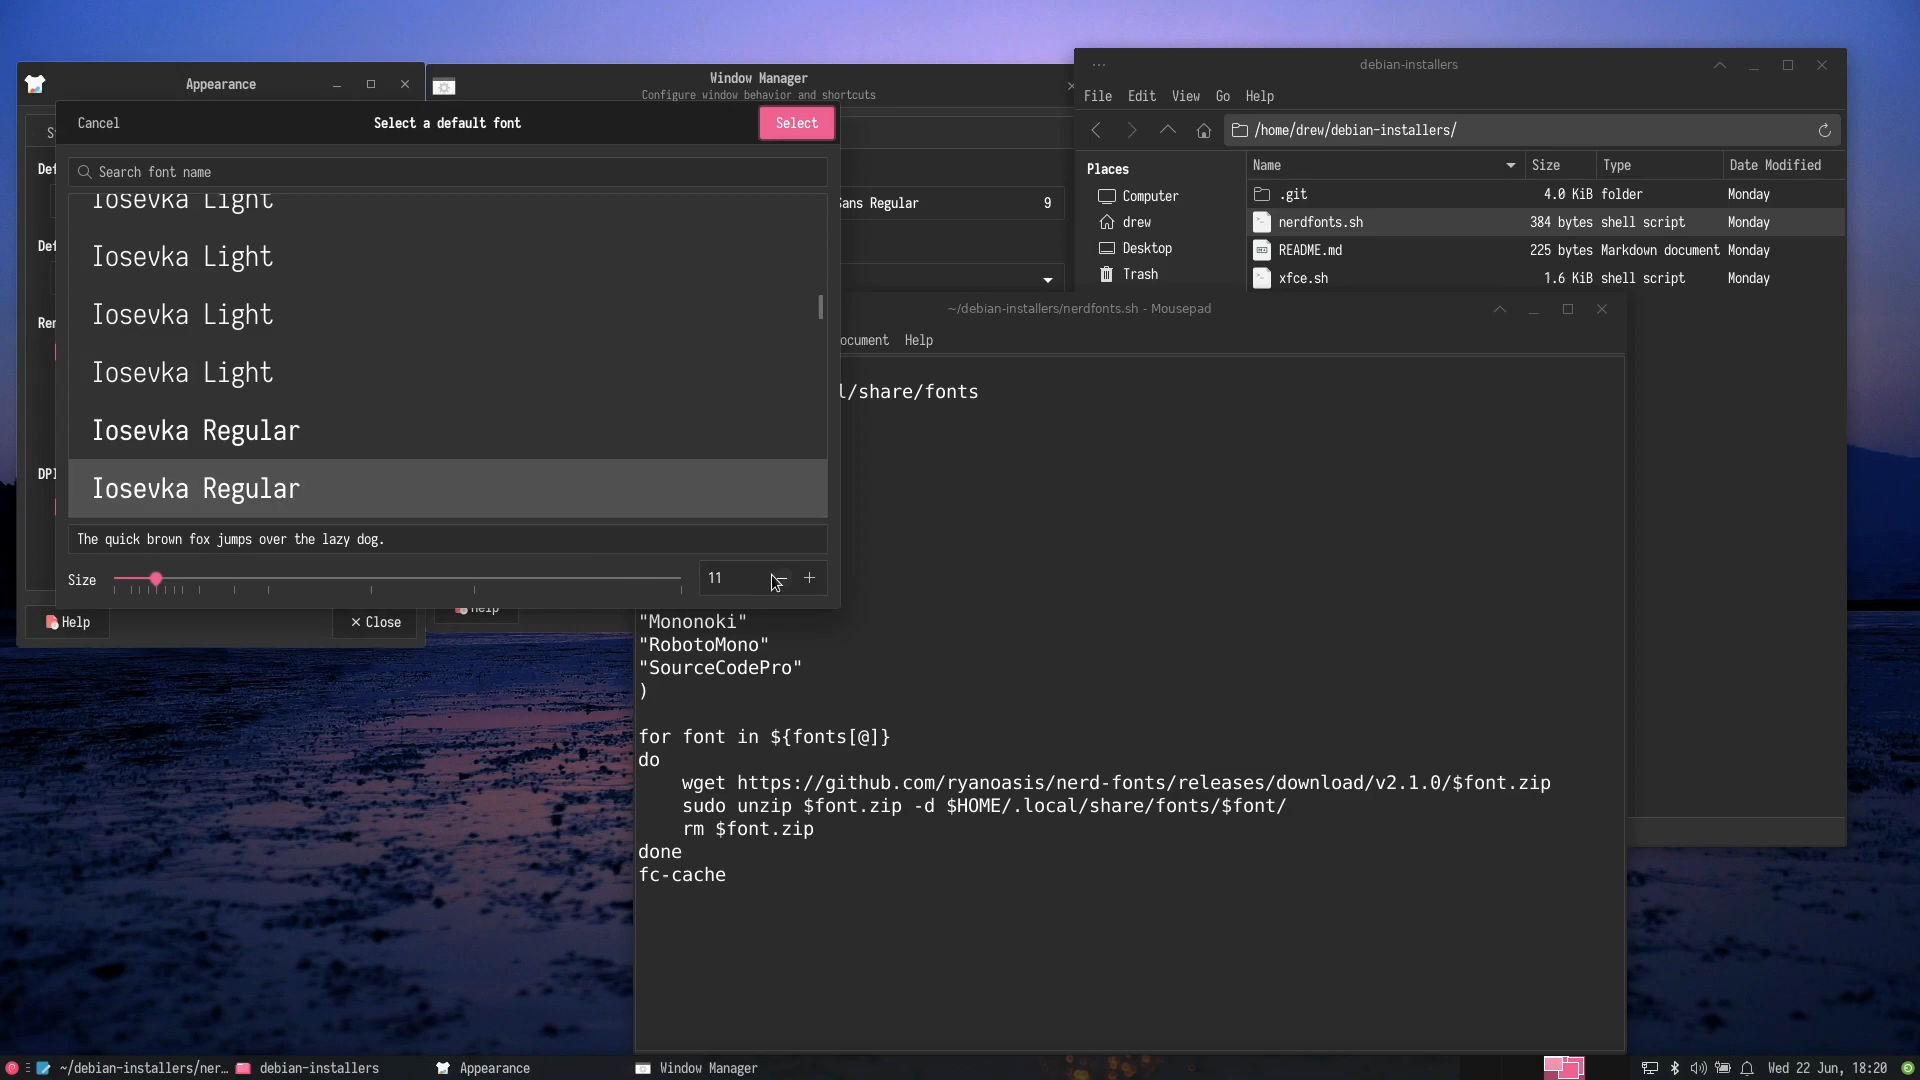 Appearance
Def
Def
Ren
DPI
Help
Close
Cancel
Select a default font
Select
Search font name
Iosevka Light
Iosevka Light
Iosevka Light
Iosevka Light
Iosevka Regular
Iosevka Regular
The quick brown fox jumps over the lazy dog.
Size
11
Window Manager
Configure window behavior and shortcuts
Sans Regular 9
Help
debian-installers
File Edit View Go Help
/home/drew/debian-installers/
Places
Computer
drew
Desktop
Trash
Name Size Type Date Modified
.git 4.0 KiB folder Monday
nerdfonts.sh 384 bytes shell script Monday
README.md 225 bytes Markdown document Monday
xfce.sh 1.6 KiB shell script Monday
~/debian-installers/nerdfonts.sh - Mousepad
ocument Help
l/share/fonts
"Mononoki"
"RobotoMono"
"SourceCodePro"
)
for font in ${fonts[@]}
do
wget https://github.com/ryanoasis/nerd-fonts/releases/download/v2.1.0/$font.zip
sudo unzip $font.zip -d $HOME/.local/share/fonts/$font/
rm $font.zip
done
fc-cache
~/debian-installers/ner... debian-installers Appearance Window Manager Wed 22 Jun, 18:20